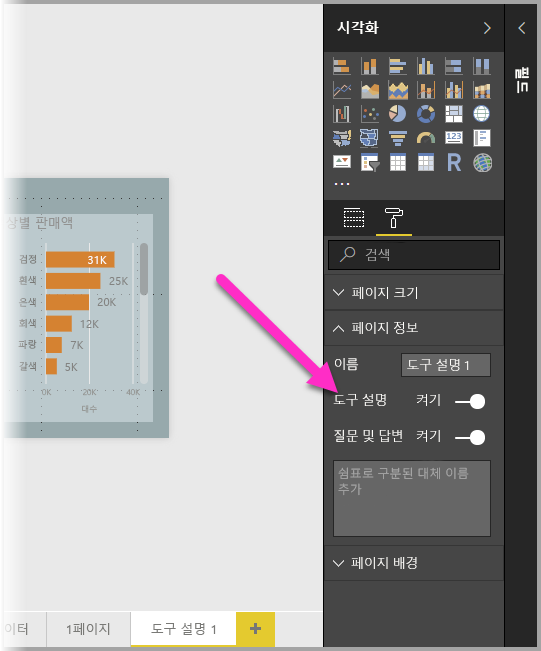 시각화
필드
123
R
...
검색
페이지 크기
페이지 정보
이름
도구 설명 1
도구 설명
켜기
질문 및 답변
켜기
쉼표로 구분된 대체 이름
추가
페이지 배경
판매액
검정
31K
흰색
25K
은색
20K
회색
12K
파랑
7K
갈색
5K
0K
20K
40K
대수
1페이지
도구 설명 1
+